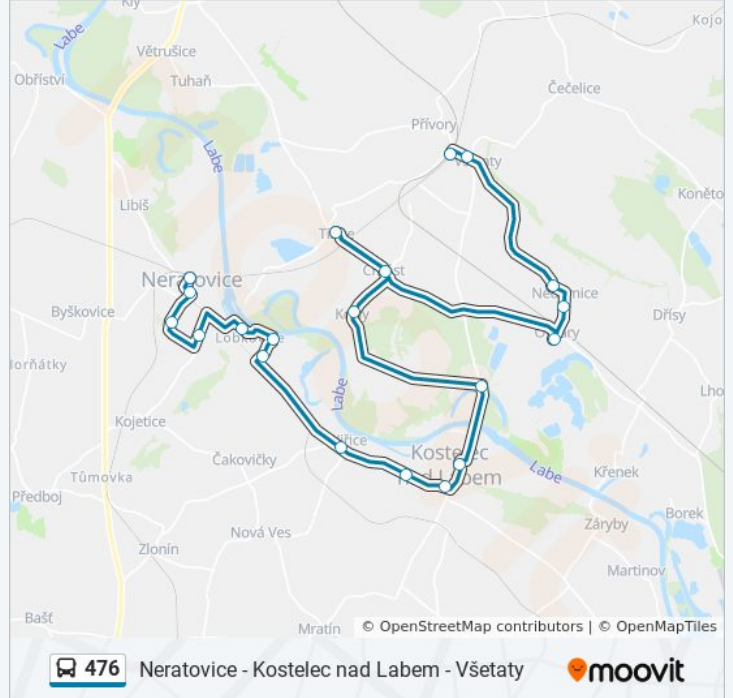 Kly
Kojo
Labe
Větrušice
Obříství
Tuhaň
Čečelice
Přívory
Labe
Všetaty
Koněto
Libiš
Neratovice
Byškovice
Dřísy
Labe
Lho
Kojetice
Čakovičky
Kostelec
nad Labem
Labe
Křenek
Tůmovka
Předboj
Borek
Záryby
Nová Ves
Zlonín
Martinov
Bašť
Mratín
© OpenStreetMap contributors | © OpenMapTiles
476 Neratovice - Kostelec nad Labem - Všetaty
moovit